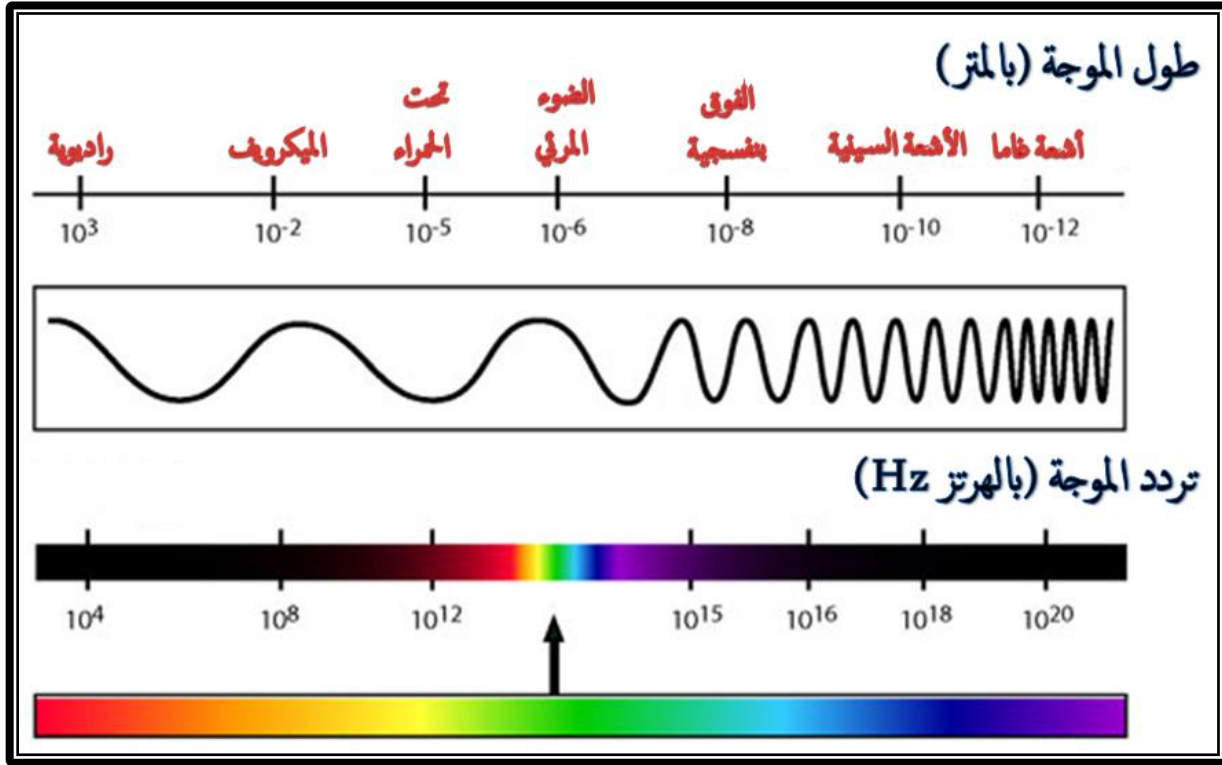 طول الموجة (بالمتر)
أشعة غاما الأشعة السينية الفوق بنفسجية الضوء المرئي تحت الحمراء الميكرويف راديوية
10³ 10⁻² 10⁻⁵ 10⁻⁶ 10⁻⁸ 10⁻¹⁰ 10⁻¹²
تردد الموجة (بالهرتز Hz)
10⁴ 10⁸ 10¹² 10¹⁵ 10¹⁶ 10¹⁸ 10²⁰